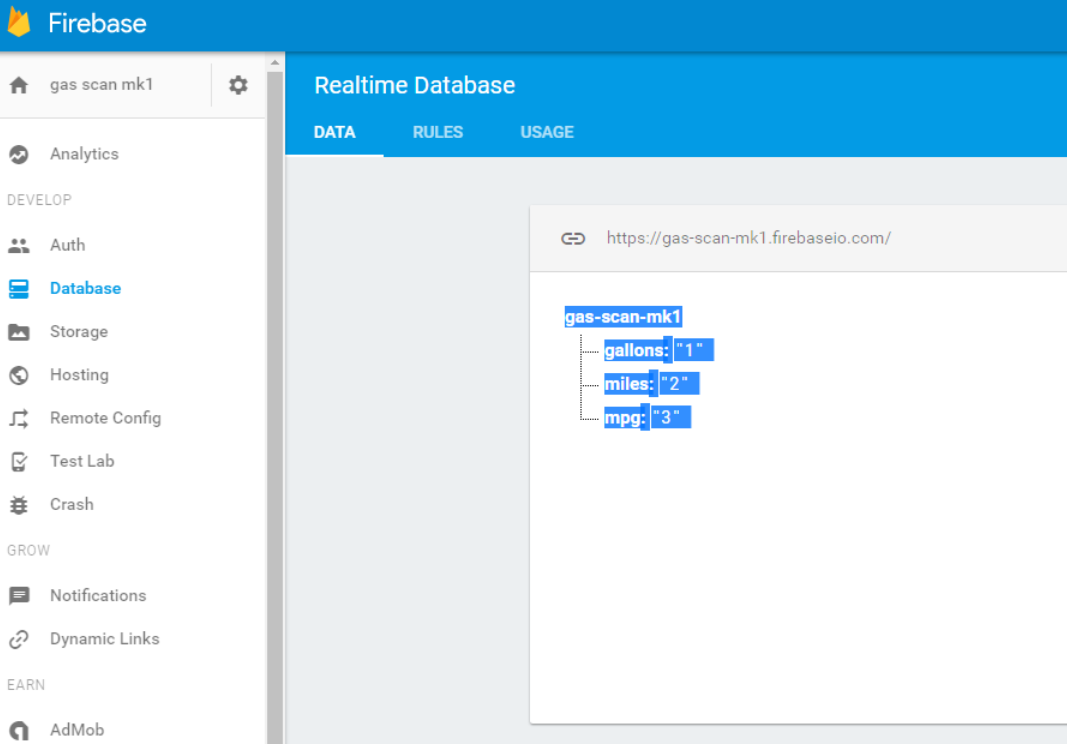 Firebase
gas scan mk1
Analytics
DEVELOP
Auth
Database
Storage
Hosting
Remote Config
Test Lab
Crash
GROW
Notifications
Dynamic Links
EARN
AdMob
Realtime Database
DATA RULES USAGE
https://gas-scan-mk1.firebaseio.com/
gas-scan-mk1
gallons: "1"
miles: "2"
mpg: "3"